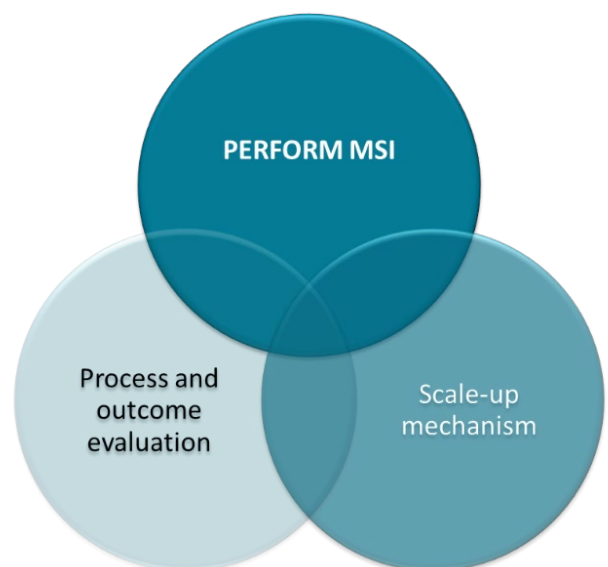 PERFORM MSI
Process and
outcome
evaluation
Scale-up
mechanism